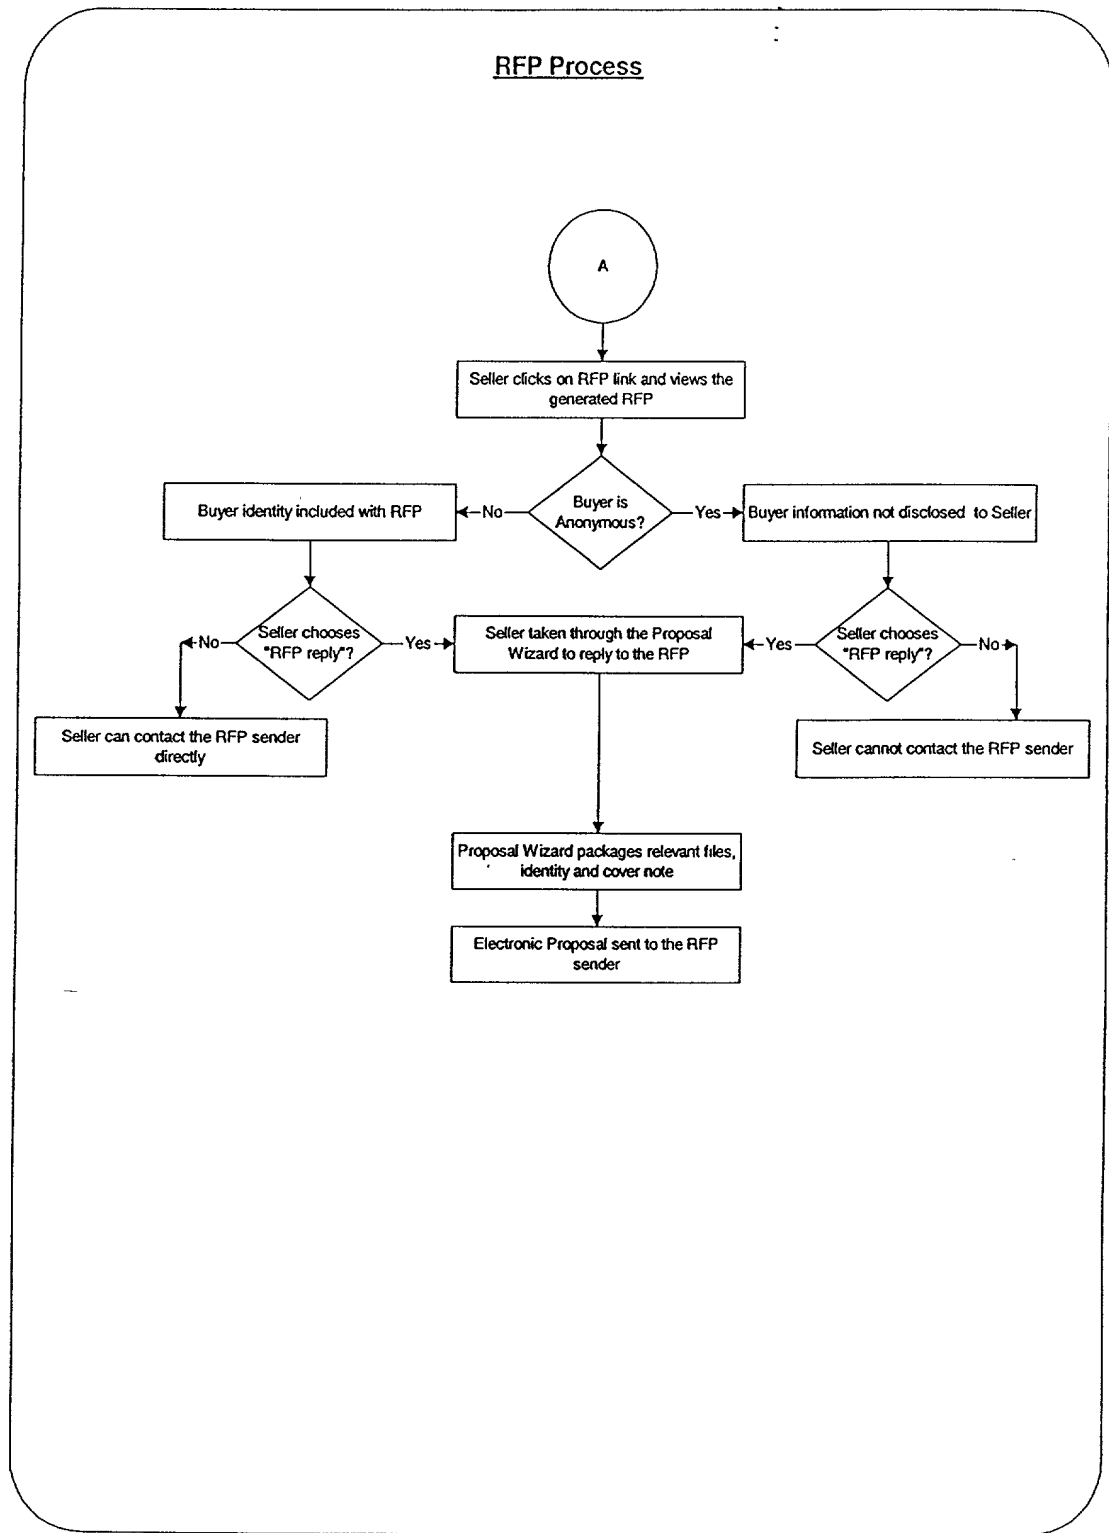 RFP Process
A
Seller clicks on RFP link and views the
generated RFP
Buyer identity included with RFP
No
Buyer is
Anonymous?
Yes
Buyer information not disclosed to Seller
No
Seller chooses
"RFP reply"?
Yes
Seller taken through the Proposal
Wizard to reply to the RFP
Yes
Seller chooses
"RFP reply"?
No
Seller can contact the RFP sender
directly
Seller cannot contact the RFP sender
Proposal Wizard packages relevant files,
identity and cover note
Electronic Proposal sent to the RFP
sender